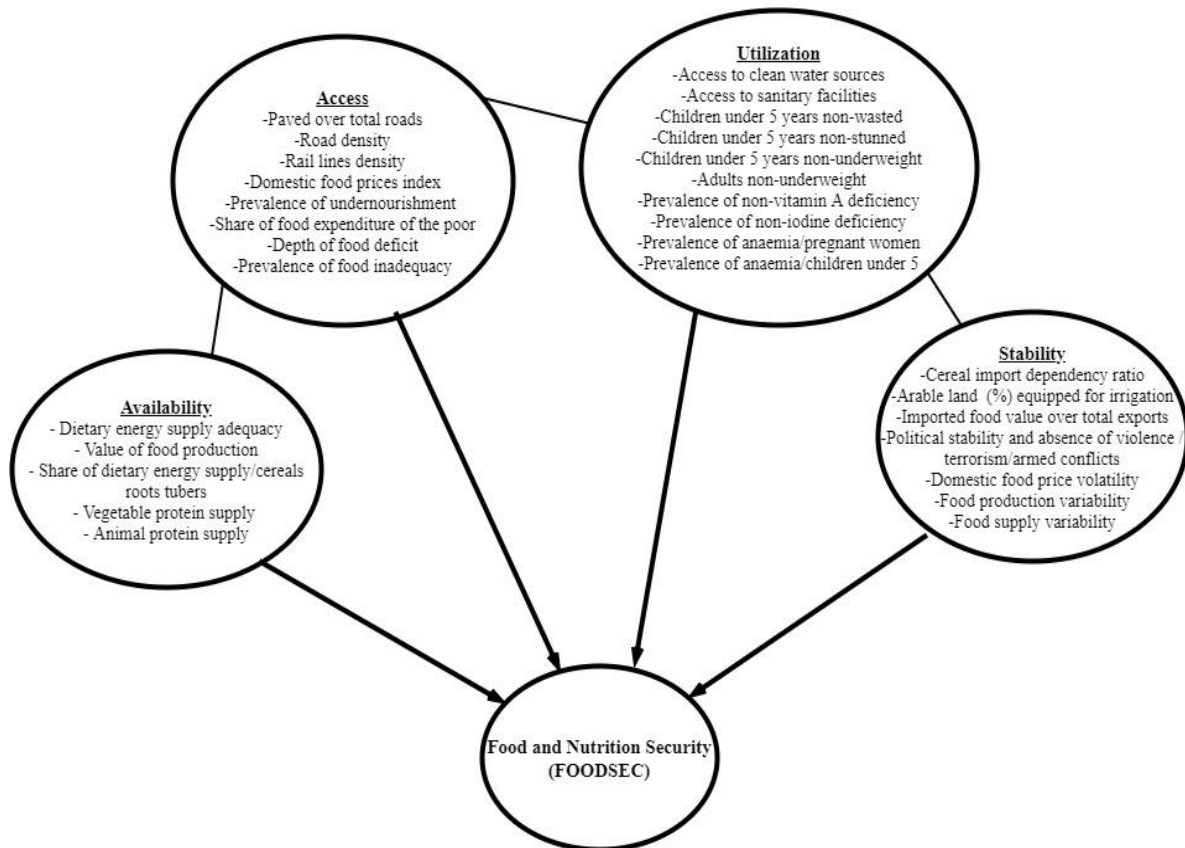 Access
-Paved over total roads
-Road density
-Rail lines density
-Domestic food prices index
-Prevalence of undernourishment
-Share of food expenditure of the poor
-Depth of food deficit
-Prevalence of food inadequacy
Utilization
-Access to clean water sources
-Access to sanitary facilities
-Children under 5 years non-wasted
-Children under 5 years non-stunned
-Children under 5 years non-underweight
-Adults non-underweight
-Prevalence of non-vitamin A deficiency
-Prevalence of non-iodine deficiency
-Prevalence of anaemia/pregnant women
-Prevalence of anaemia/children under 5
Availability
- Dietary energy supply adequacy
- Value of food production
- Share of dietary energy supply/cereals
roots tubers
- Vegetable protein supply
- Animal protein supply
Stability
-Cereal import dependency ratio
-Arable land (%) equipped for irrigation
-Imported food value over total exports
-Political stability and absence of violence /
terrorism/armed conflicts
-Domestic food price volatility
-Food production variability
-Food supply variability
Food and Nutrition Security
(FOODSEC)